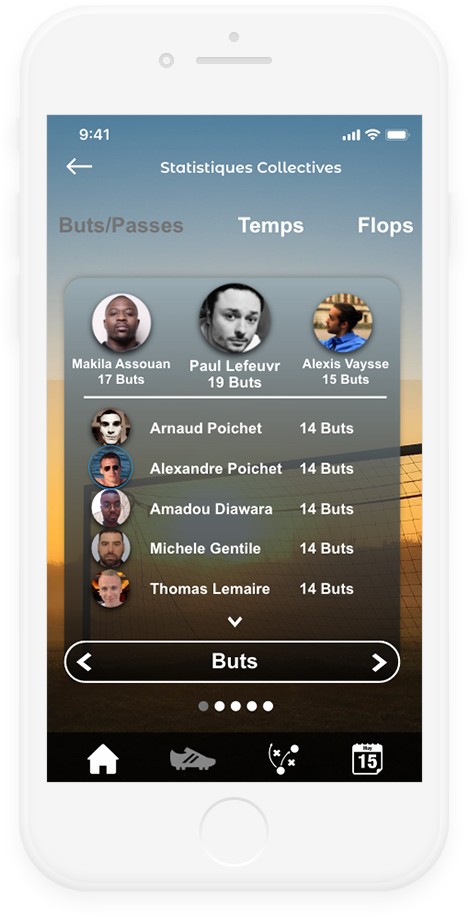 9:41
Statistiques Collectives
Buts/Passes Temps Flops
Makila Assouan Paul Lefeuvr Alexis Vaysse
17 Buts 19 Buts 15 Buts
Arnaud Poichet 14 Buts
Alexandre Poichet 14 Buts
Amadou Diawara 14 Buts
Michele Gentile 14 Buts
Thomas Lemaire 14 Buts
Buts
May
15